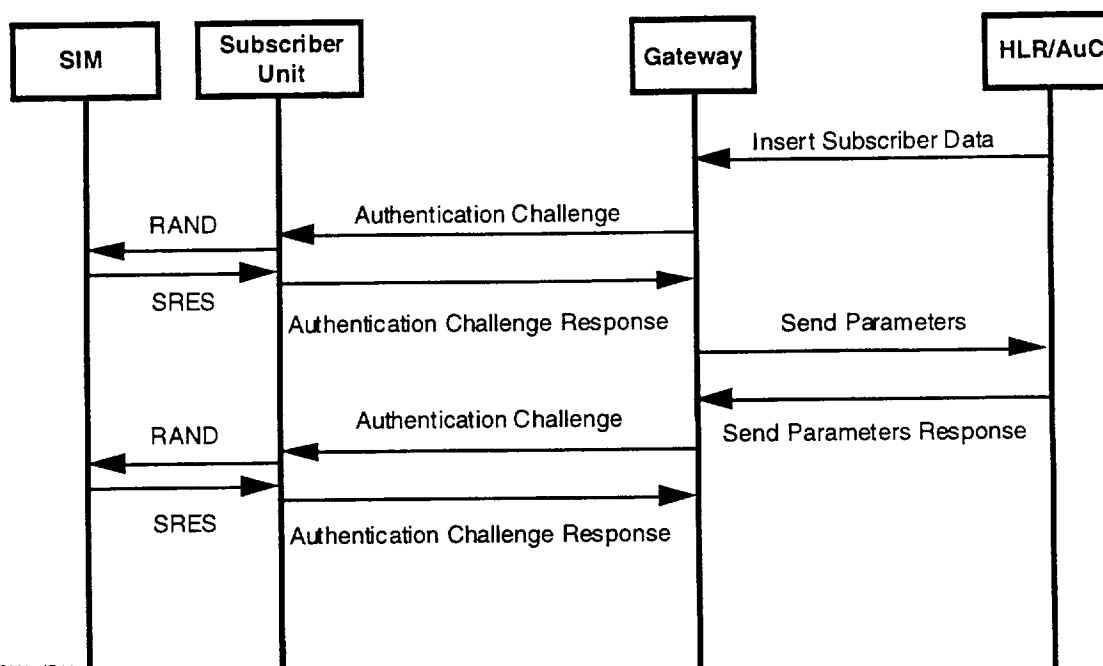 SIM
Subscriber
Unit
Gateway
HLR/AuC
Insert Subscriber Data
Authentication Challenge
RAND
SRES
Authentication Challenge Response
Send Parameters
Authentication Challenge
RAND
Send Parameters Response
SRES
Authentication Challenge Response